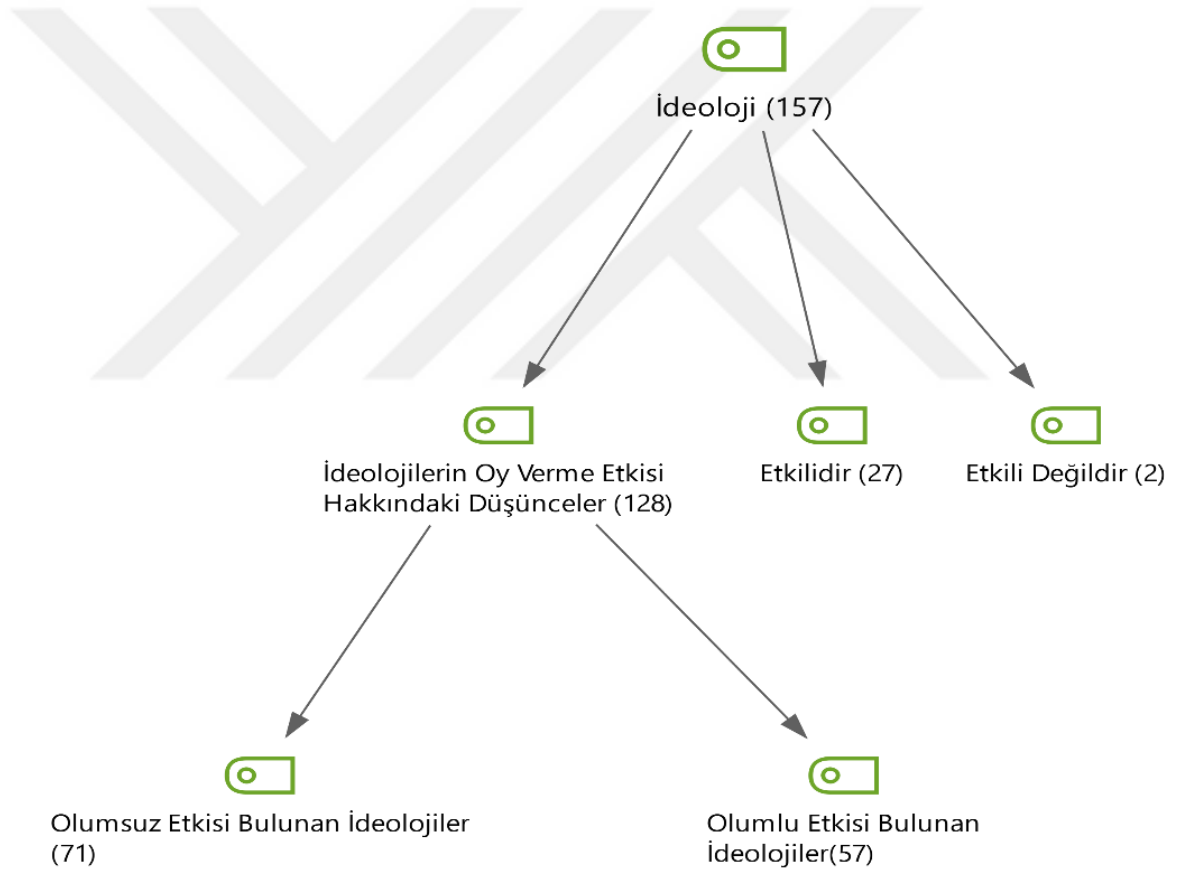 İdeoloji (157)
İdeolojilerin Oy Verme Etkisi
Hakkındaki Düşünceler (128)
Etkilidir (27)
Etkili Değildir (2)
Olumsuz Etkisi Bulunan İdeolojiler
(71)
Olumlu Etkisi Bulunan
İdeolojiler(57)